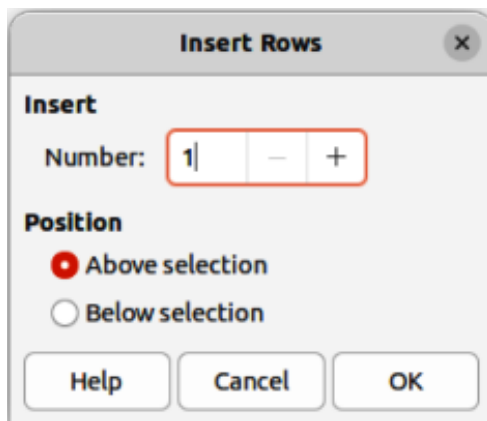 Insert Rows
Insert
Number: 1
Position
Above selection
Below selection
Help Cancel OK